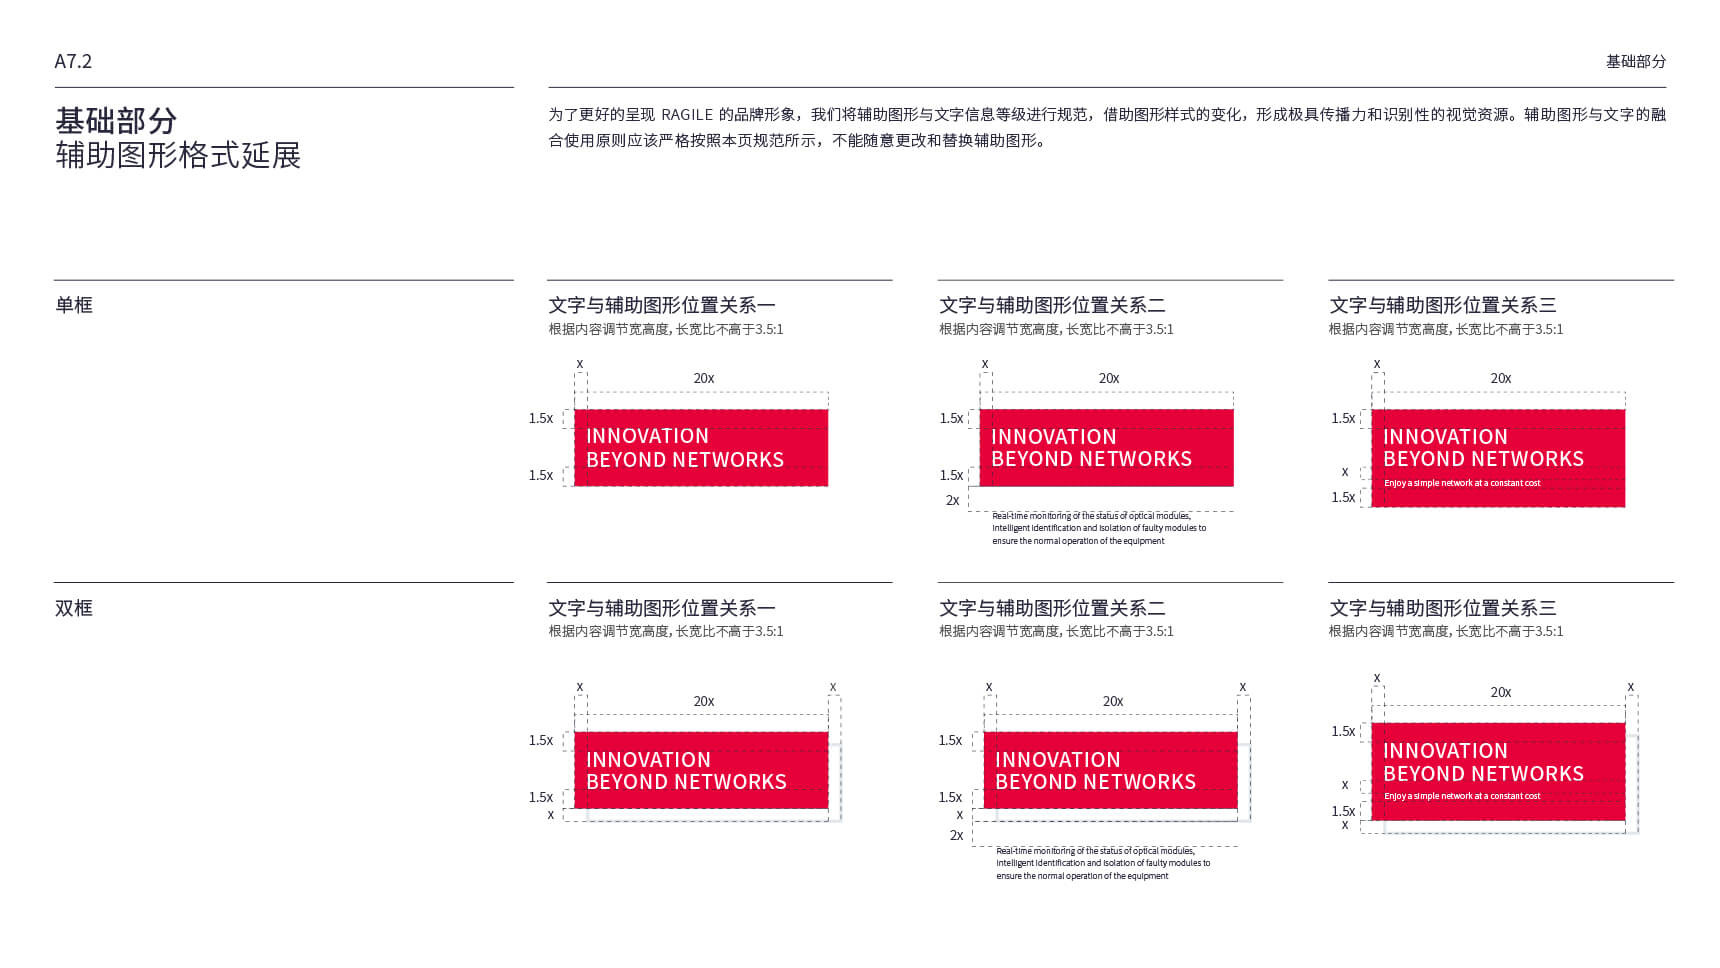 A7.2
基础部分
基础部分
辅助图形格式延展
为了更好的呈现 RAGILE 的品牌形象，我们将辅助图形与文字信息等级进行规范，借助图形样式的变化，形成极具传播力和识别性的视觉资源。辅助图形与文字的融
合使用原则应该严格按照本页规范所示，不能随意更改和替换辅助图形。
单框
文字与辅助图形位置关系一
根据内容调节宽高度，长宽比不高于3.5:1
x
20x
1.5x
INNOVATION
BEYOND NETWORKS
1.5x
文字与辅助图形位置关系二
根据内容调节宽高度，长宽比不高于3.5:1
x
20x
1.5x
INNOVATION
BEYOND NETWORKS
1.5x
2x
Real-time monitoring of the status of optical modules,
intelligent identification and isolation of faulty modules to
ensure the normal operation of the equipment
文字与辅助图形位置关系三
根据内容调节宽高度，长宽比不高于3.5:1
x
20x
1.5x
INNOVATION
BEYOND NETWORKS
x
Enjoy a simple network at a constant cost
1.5x
双框
文字与辅助图形位置关系一
根据内容调节宽高度，长宽比不高于3.5:1
x
x
20x
1.5x
INNOVATION
BEYOND NETWORKS
1.5x
x
文字与辅助图形位置关系二
根据内容调节宽高度，长宽比不高于3.5:1
x
x
20x
1.5x
INNOVATION
BEYOND NETWORKS
1.5x
x
2x
Real-time monitoring of the status of optical modules,
intelligent identification and isolation of faulty modules to
ensure the normal operation of the equipment
文字与辅助图形位置关系三
根据内容调节宽高度，长宽比不高于3.5:1
x
x
20x
1.5x
INNOVATION
BEYOND NETWORKS
x
Enjoy a simple network at a constant cost
1.5x
x